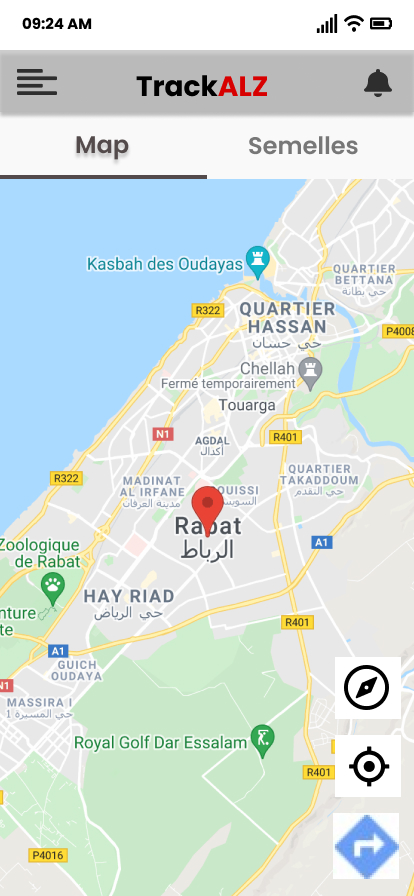 09:24 AM
TrackALZ
Map
Semelles
Kasbah des Oudayas
QUARTIER
BETTANA
حي بطانة
R322
QUARTIER
HASSAN
حي حسان
P4008
Chellah
Fermé temporairement
Touarga
N1
AGDAL
أكدال
R401
R322
MADINAT
AL IRFANE
مدينة العرفان
OUISSI
السويسي
QUARTIER
TAKADDOUM
حي التقدم
Rabat
الرباط
A1
Zoologique
de Rabat
HAY RIAD
حي الرياض
nture
te
R401
A1
GUICH
OUDAYA
N1
MASSIRA I
حي المسيرة 1
Royal Golf Dar Essalam
R401
P4016